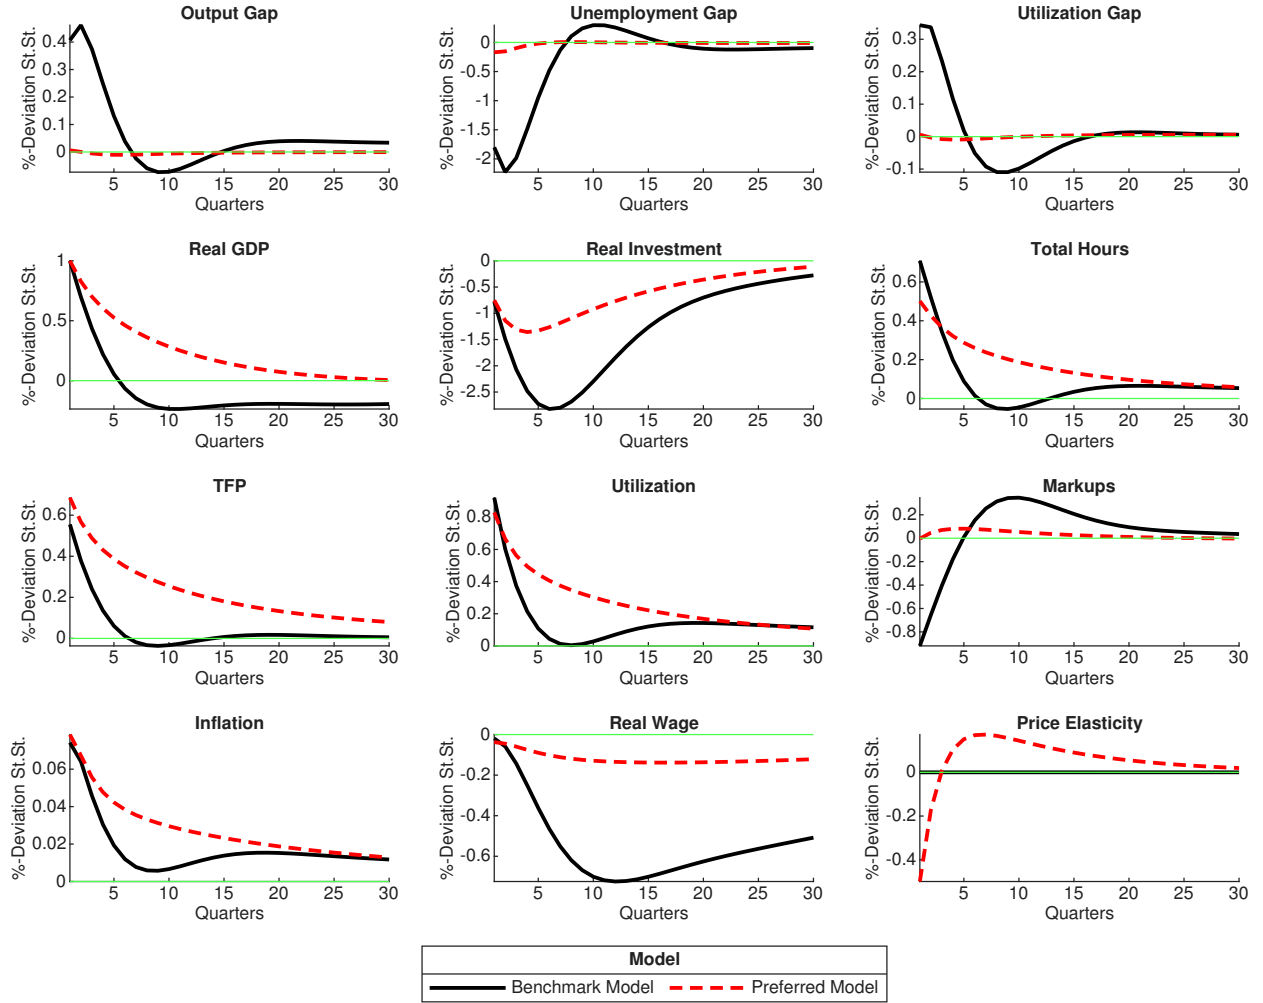 Output Gap
%-Deviation St.St.
0.4
0.3
0.2
0.1
0
5 10 15 20 25 30
Quarters
Unemployment Gap
%-Deviation St.St.
0
-0.5
-1
-1.5
-2
5 10 15 20 25 30
Quarters
Utilization Gap
%-Deviation St.St.
0.3
0.2
0.1
0
-0.1
5 10 15 20 25 30
Quarters
Real GDP
%-Deviation St.St.
1
0.5
0
5 10 15 20 25 30
Quarters
Real Investment
%-Deviation St.St.
0
-0.5
-1
-1.5
-2
-2.5
5 10 15 20 25 30
Quarters
Total Hours
%-Deviation St.St.
0.6
0.4
0.2
0
5 10 15 20 25 30
Quarters
TFP
%-Deviation St.St.
0.6
0.4
0.2
0
5 10 15 20 25 30
Quarters
Utilization
%-Deviation St.St.
0.8
0.6
0.4
0.2
0
5 10 15 20 25 30
Quarters
Markups
%-Deviation St.St.
0.2
0
-0.2
-0.4
-0.6
-0.8
5 10 15 20 25 30
Quarters
Inflation
%-Deviation St.St.
0.06
0.04
0.02
0
5 10 15 20 25 30
Quarters
Real Wage
%-Deviation St.St.
0
-0.2
-0.4
-0.6
5 10 15 20 25 30
Quarters
Price Elasticity
%-Deviation St.St.
0
-0.2
-0.4
5 10 15 20 25 30
Quarters
Model
Benchmark Model Preferred Model